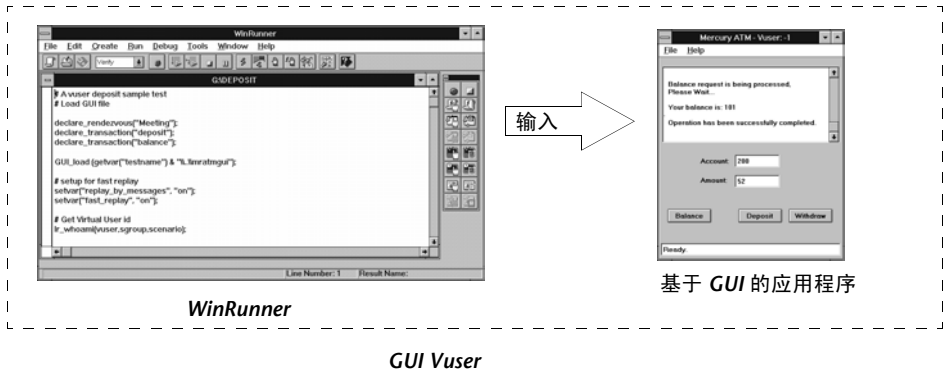 WinRunner
File Edit Create Run Debug Tools Window Help
Verify
G:\DEPOSIT
# A vuser deposit sample test
# Load GUI file
declare_rendezvous("Meeting");
declare_transaction("deposit");
declare_transaction("balance");
GUI_load (getvar("testname") & "\\..\\mratmgui");
# setup for fast replay
setvar("replay_by_messages", "on");
setvar("fast_replay", "on");
# Get Virtual User id
lr_whoami(vuser,sgroup,scenario);
Line Number: 1 Result Name:
WinRunner
输入
Mercury ATM - Vuser: -1
File Help
Balance request is being processed,
Please Wait...
Your balance is: 101
Operation has been successfully completed.
Account: 200
Amount: 52
Balance Deposit Withdraw
Ready.
基于 GUI 的应用程序
GUI Vuser